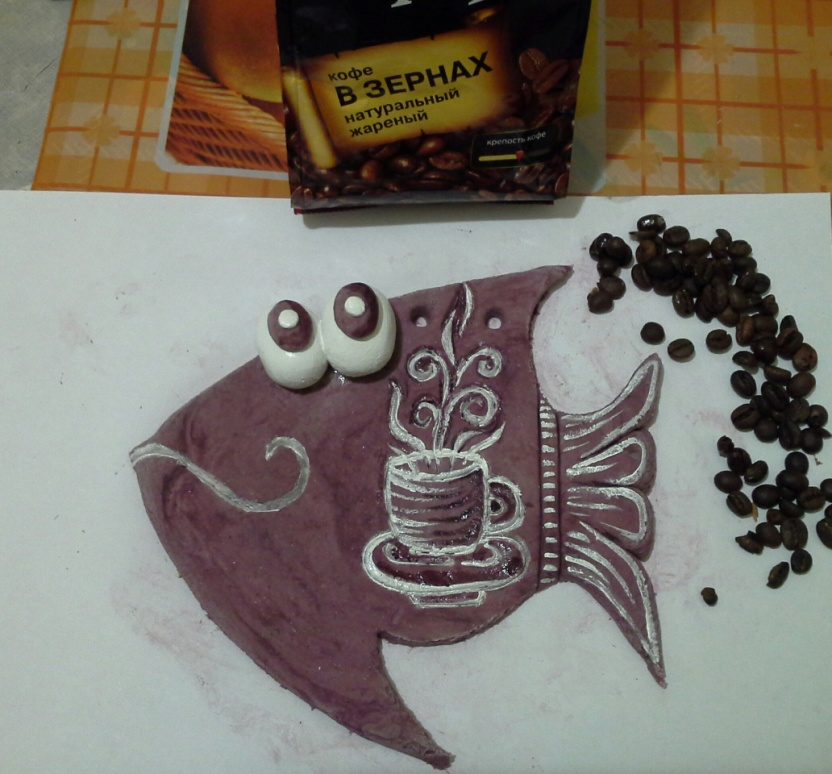 кофе
В ЗЕРНАХ
натуральный
жареный
крепость кофе